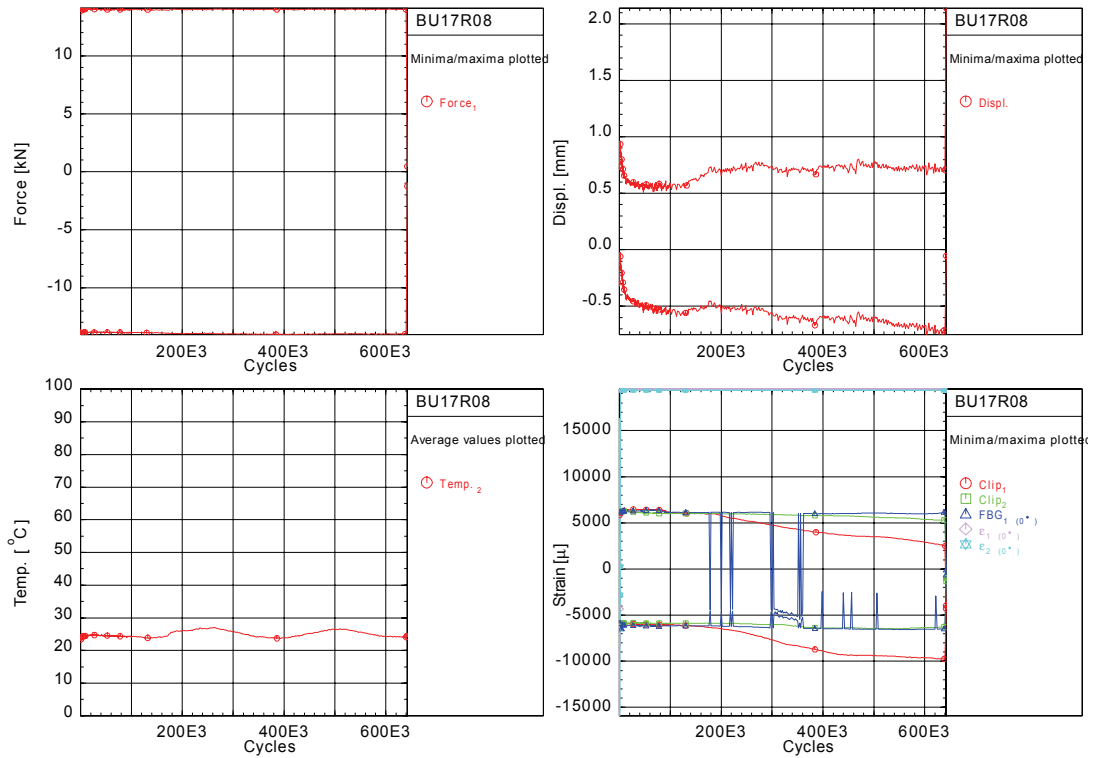 BU17R08
Minima/maxima plotted
Force1
10
5
0
-5
-10
Force [kN]
200E3 400E3 600E3
Cycles
BU17R08
Minima/maxima plotted
Displ.
2.0
1.5
1.0
0.5
0.0
-0.5
Displ. [mm]
200E3 400E3 600E3
Cycles
BU17R08
Average values plotted
Temp. 2
100
90
80
70
60
50
40
30
20
10
0
Temp. [ °C]
200E3 400E3 600E3
Cycles
BU17R08
Minima/maxima plotted
Clip1
Clip2
FBG1 (0°)
ε1 (0°)
ε2 (0°)
15000
10000
5000
0
-5000
-10000
-15000
Strain [µ]
200E3 400E3 600E3
Cycles